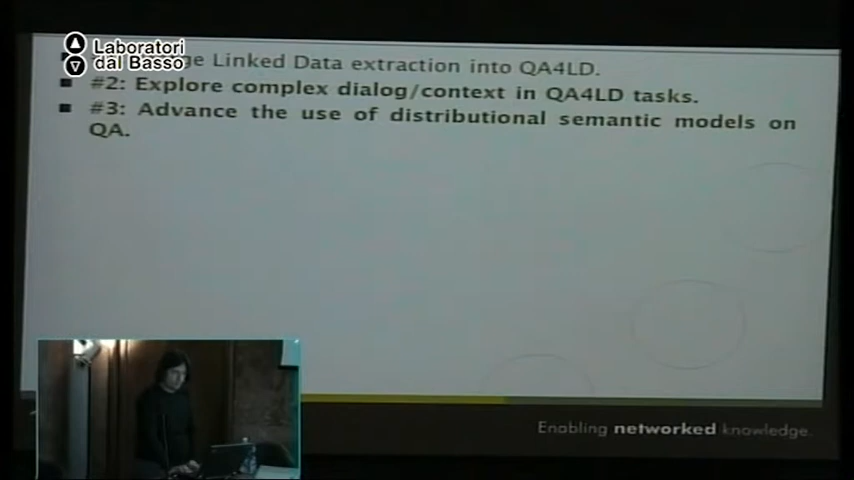 Laboratori
dal Basso
Linked Data extraction into QA4LD.
#2: Explore complex dialog/context in QA4LD tasks.
#3: Advance the use of distributional semantic models on
QA.
Enabling networked knowledge.